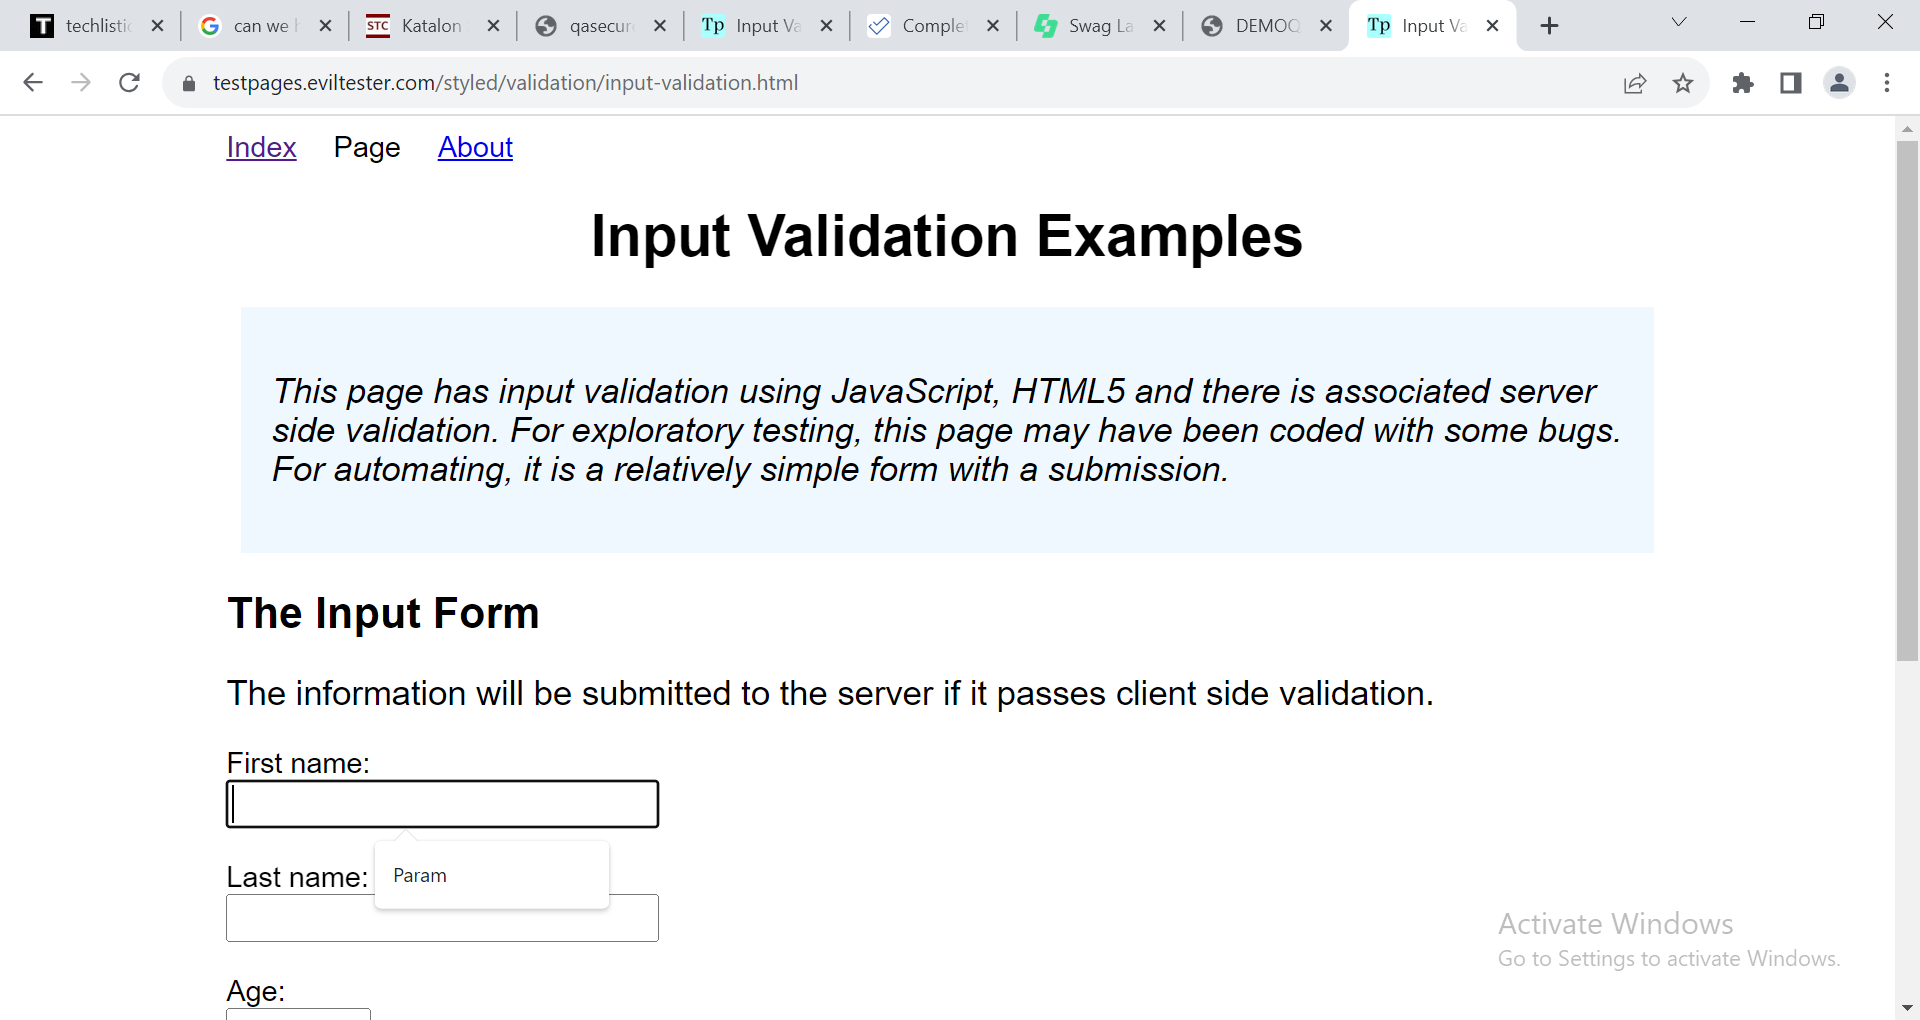 T techlistic
can we h
STC Katalon
qasecur
Tp Input Va
Complet
Swag La
DEMOQ
Tp Input Va
testpages.eviltester.com/styled/validation/input-validation.html
Index Page About
Input Validation Examples
This page has input validation using JavaScript, HTML5 and there is associated server
side validation. For exploratory testing, this page may have been coded with some bugs.
For automating, it is a relatively simple form with a submission.
The Input Form
The information will be submitted to the server if it passes client side validation.
First name:
Param
Last name:
Age:
Activate Windows
Go to Settings to activate Windows.